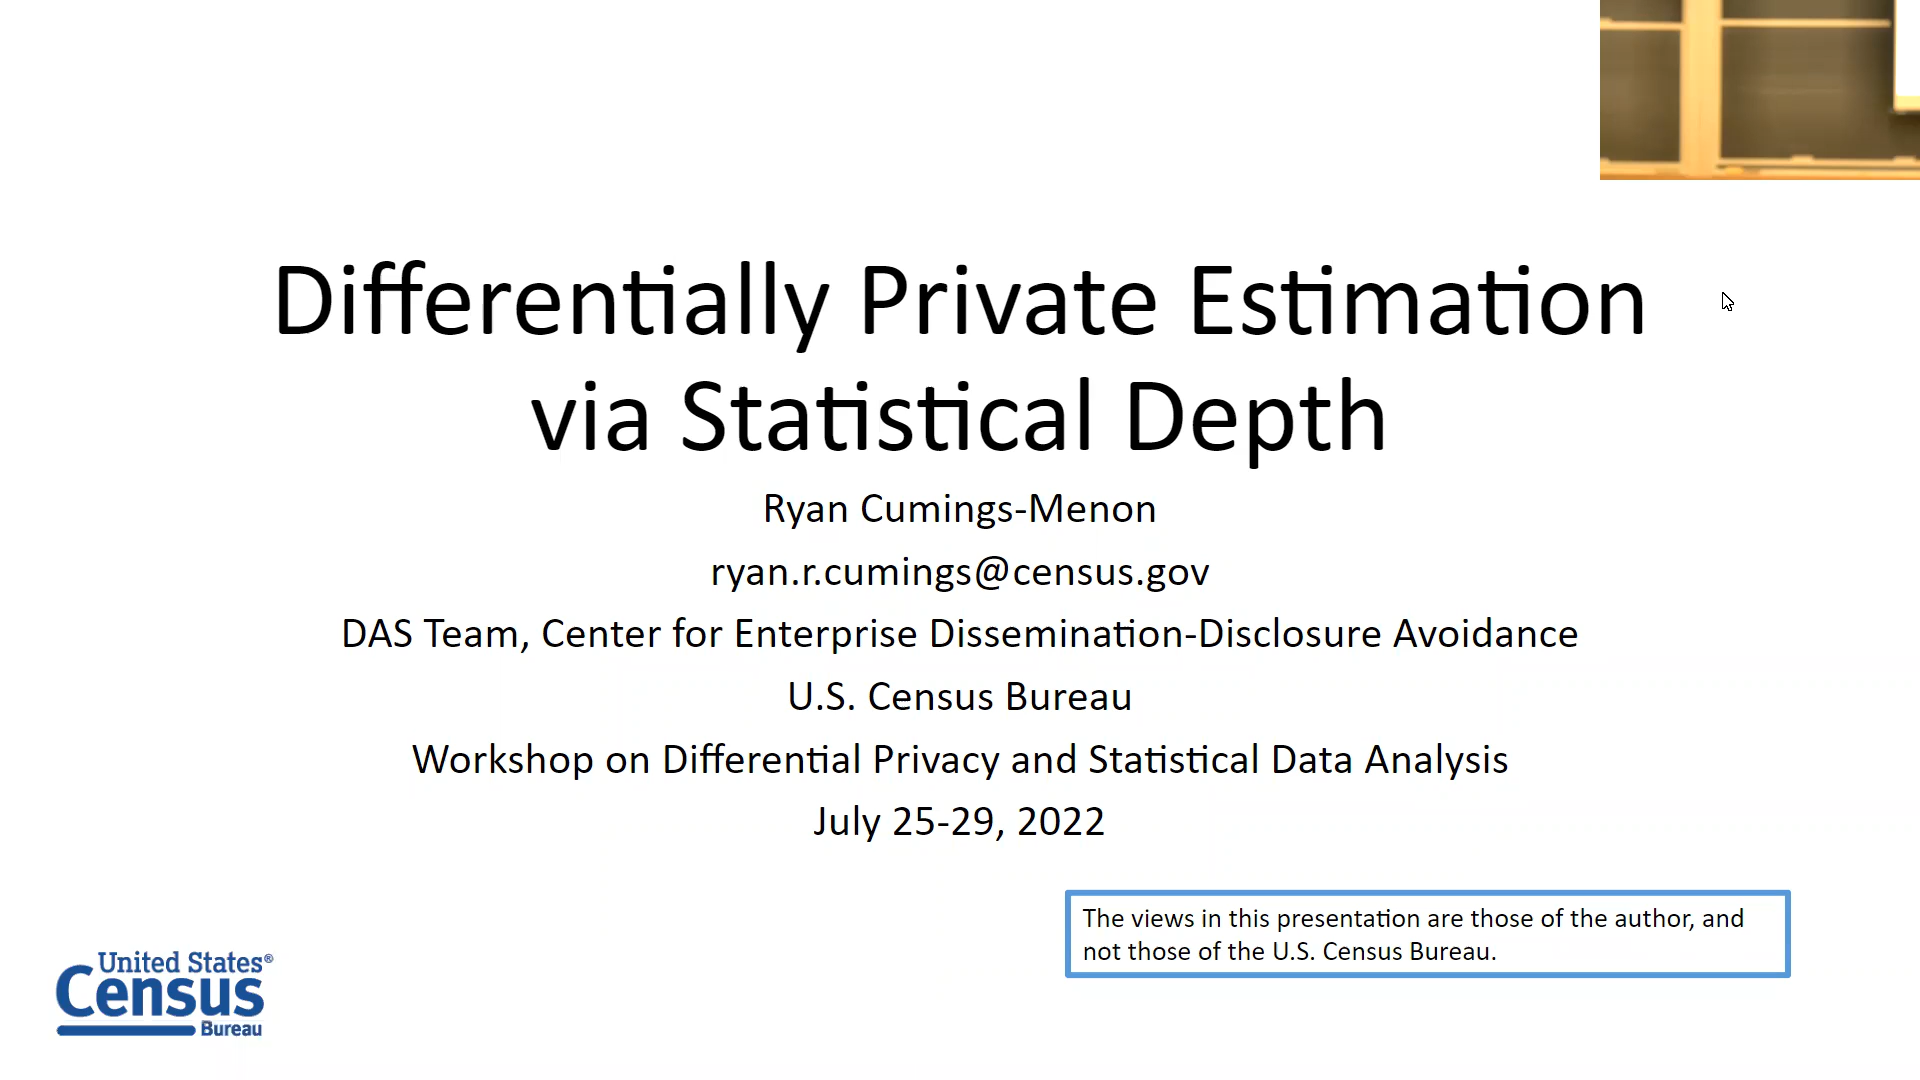 Differentially Private Estimation
via Statistical Depth
Ryan Cumings-Menon
ryan.r.cumings@census.gov
DAS Team, Center for Enterprise Dissemination-Disclosure Avoidance
U.S. Census Bureau
Workshop on Differential Privacy and Statistical Data Analysis
July 25-29, 2022
The views in this presentation are those of the author, and
not those of the U.S. Census Bureau.
United States®
Census
Bureau